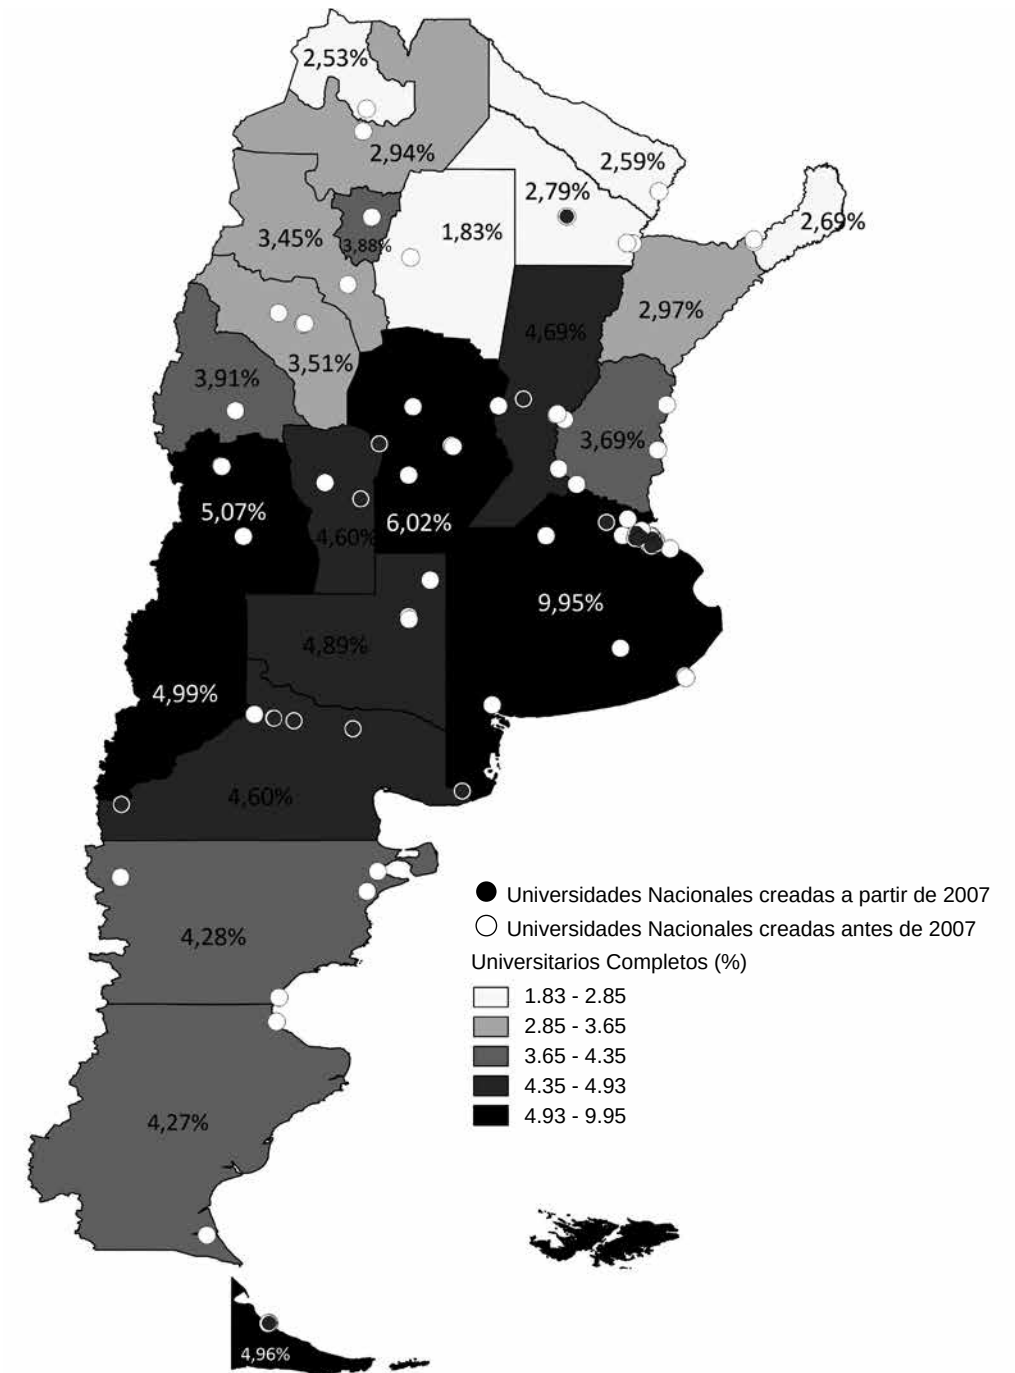 2,53%
2,94%
2,59%
2,79%
2,69%
3,45%
3,88%
1,83%
2,97%
4,69%
3,51%
3,91%
3,69%
5,07%
4,60%
6,02%
9,95%
4,89%
4,99%
4,60%
4,28%
4,27%
4,96%
Universidades Nacionales creadas a partir de 2007
Universidades Nacionales creadas antes de 2007
Universitarios Completos (%)
1.83 - 2.85
2.85 - 3.65
3.65 - 4.35
4.35 - 4.93
4.93 - 9.95